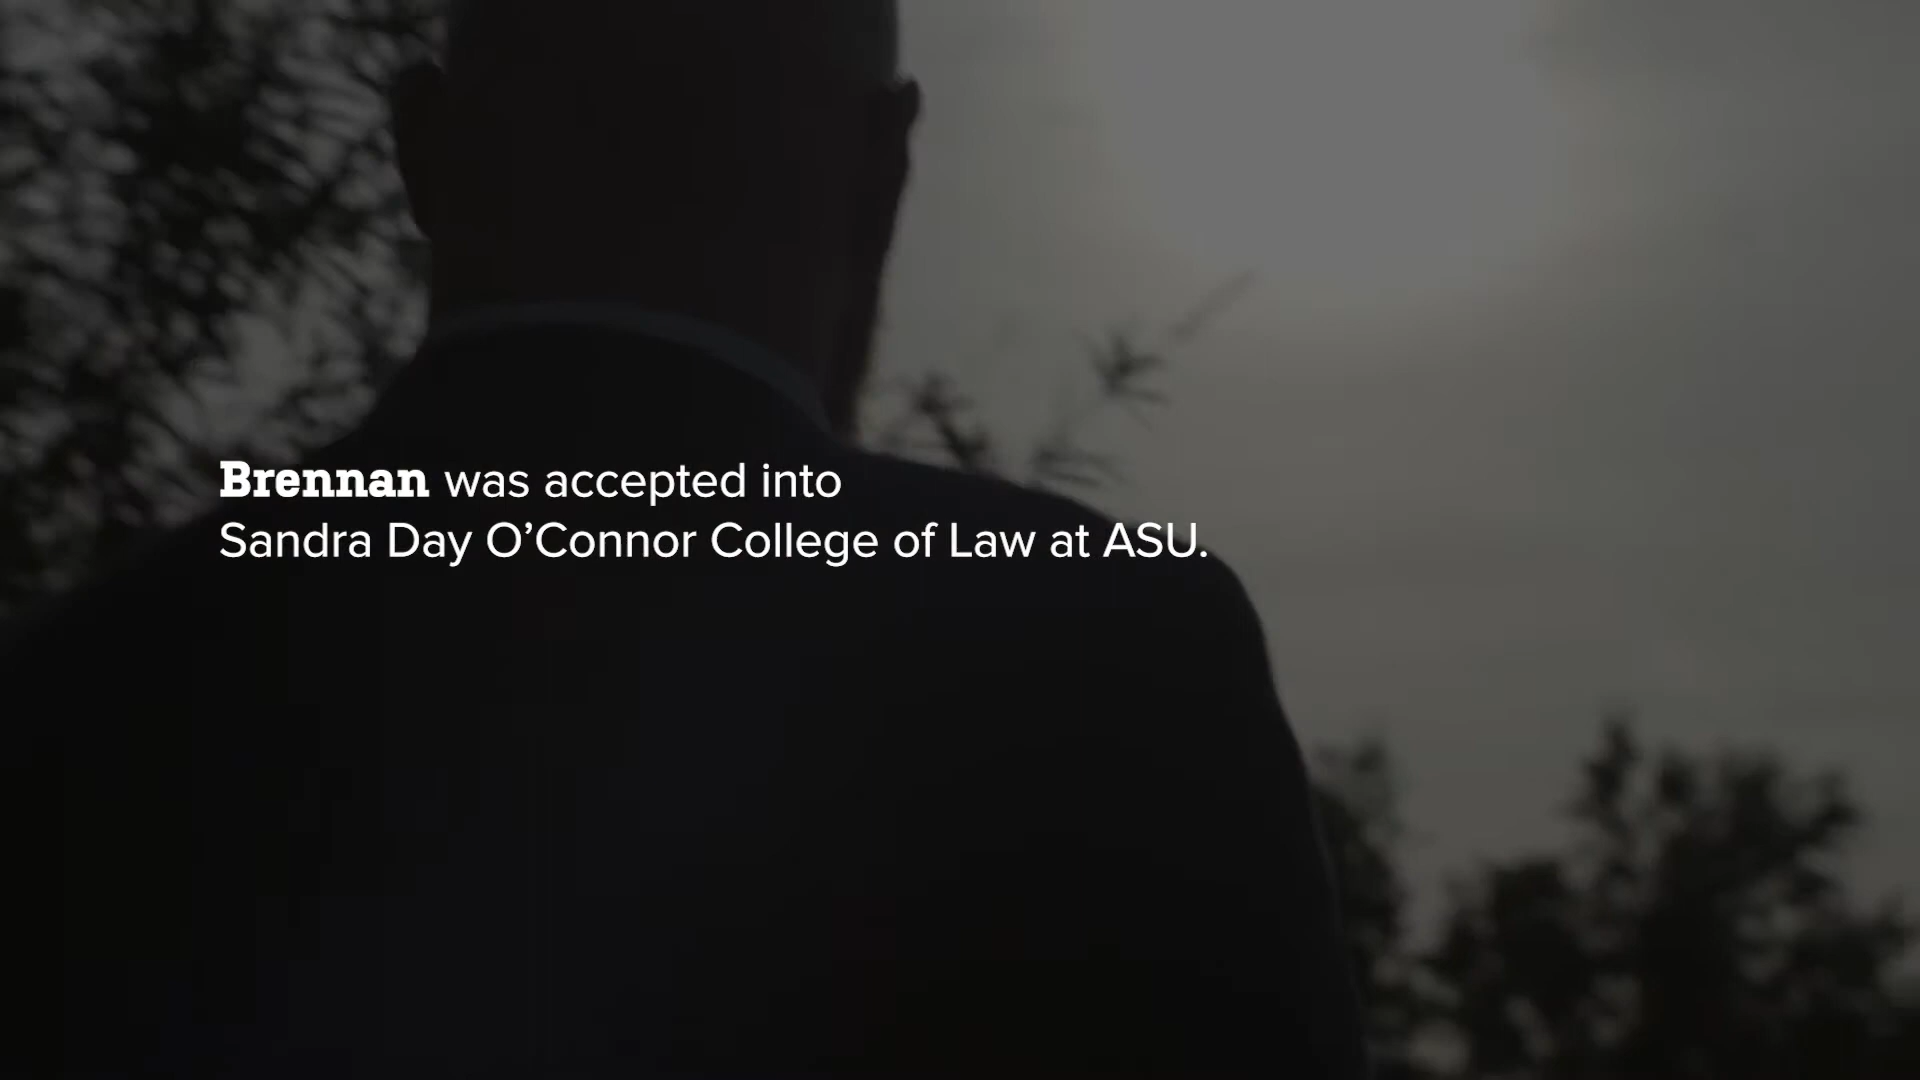 Brennan was accepted into
Sandra Day O’Connor College of Law at ASU.